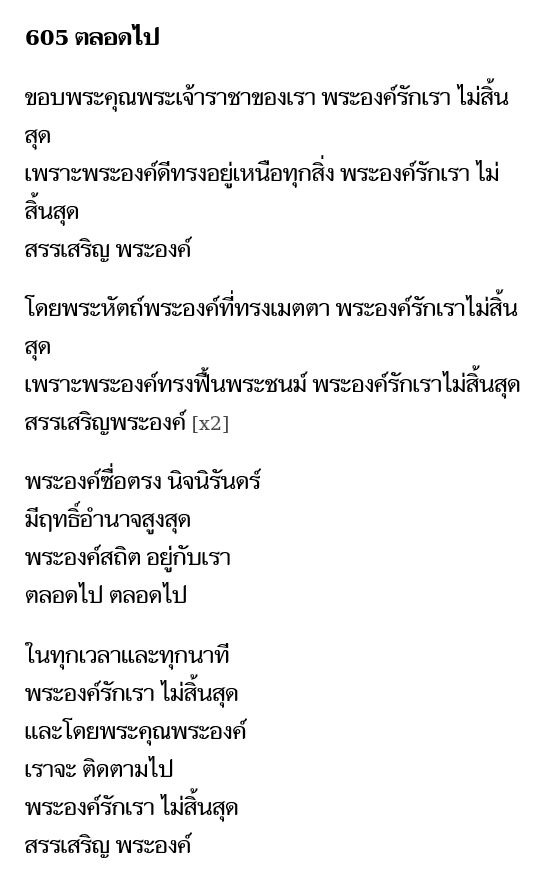 605 ตลอดไป
ขอบพระคุณพระเจ้าราชาของเรา พระองค์รักเรา ไม่สิ้น
สุด
เพราะพระองค์ดีทรงอยู่เหนือทุกสิ่ง พระองค์รักเรา ไม่
สิ้นสุด
สรรเสริญ พระองค์
โดยพระหัตถ์พระองค์ที่ทรงเมตตา พระองค์รักเราไม่สิ้น
สุด
เพราะพระองค์ทรงฟื้นพระชนม์ พระองค์รักเราไม่สิ้นสุด
สรรเสริญพระองค์ [x2]
พระองค์ซื่อตรง นิจนิรันดร์
มีฤทธิ์อำนาจสูงสุด
พระองค์สถิต อยู่กับเรา
ตลอดไป ตลอดไป
ในทุกเวลาและทุกนาที
พระองค์รักเรา ไม่สิ้นสุด
และโดยพระคุณพระองค์
เราจะ ติดตามไป
พระองค์รักเรา ไม่สิ้นสุด
สรรเสริญ พระองค์